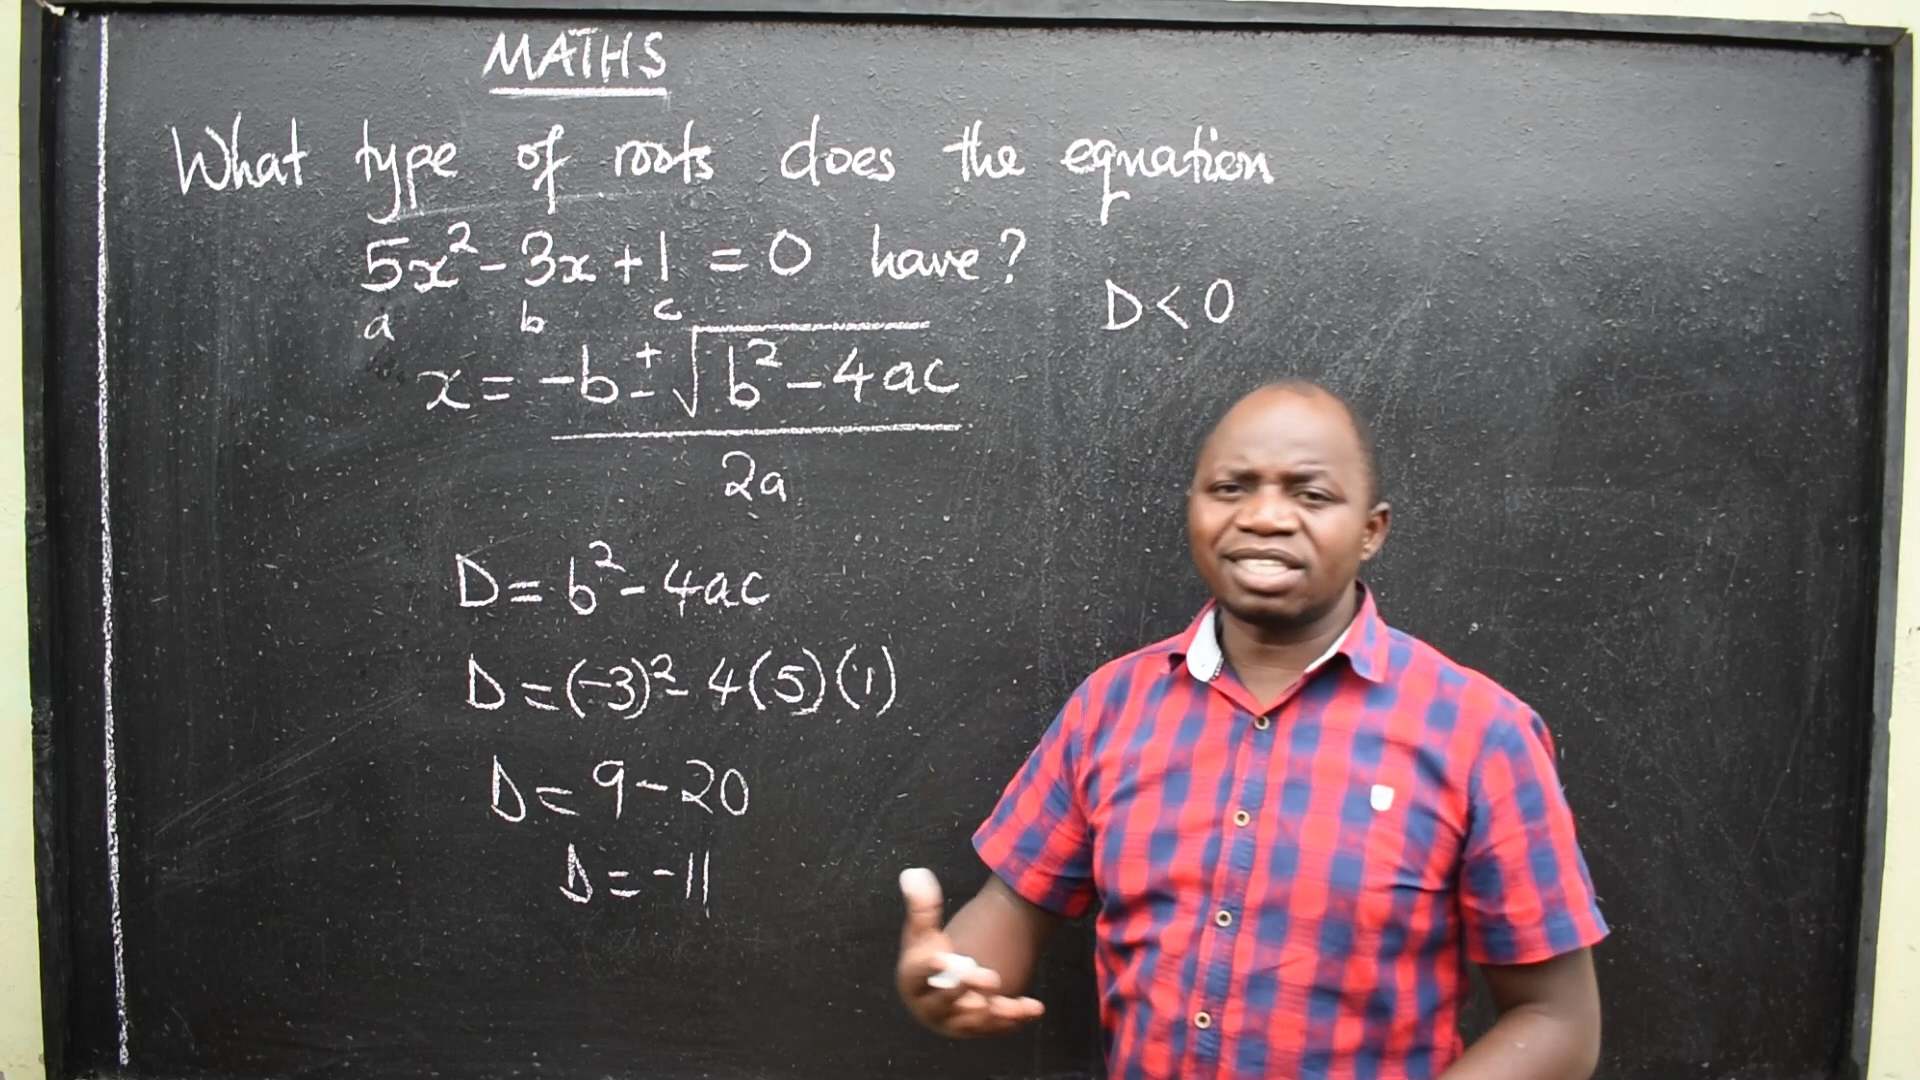 MATHS
What type of roots does the equation
5x² - 3x + 1 = 0 have?
a b c
D < 0
x = -b ± √b² - 4ac
2a
D = b² - 4ac
D = (-3)² - 4(5)(1)
D = 9 - 20
D = -11